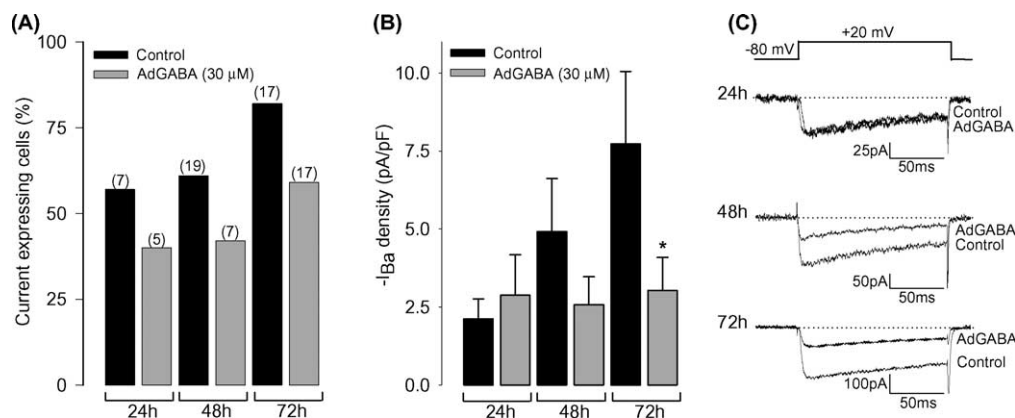 (A)
100
75
50
25
0
Current expressing cells (%)
Control
AdGABA (30 μM)
(7)
(5)
(19)
(7)
(17)
(17)
24h
48h
72h
(B)
10.0
7.5
5.0
2.5
0.0
-IBa density (pA/pF)
Control
AdGABA (30 μM)
*
24h
48h
72h
(C)
+20 mV
-80 mV
24h
Control
AdGABA
25pA
50ms
48h
AdGABA
Control
50pA
50ms
72h
AdGABA
Control
100pA
50ms